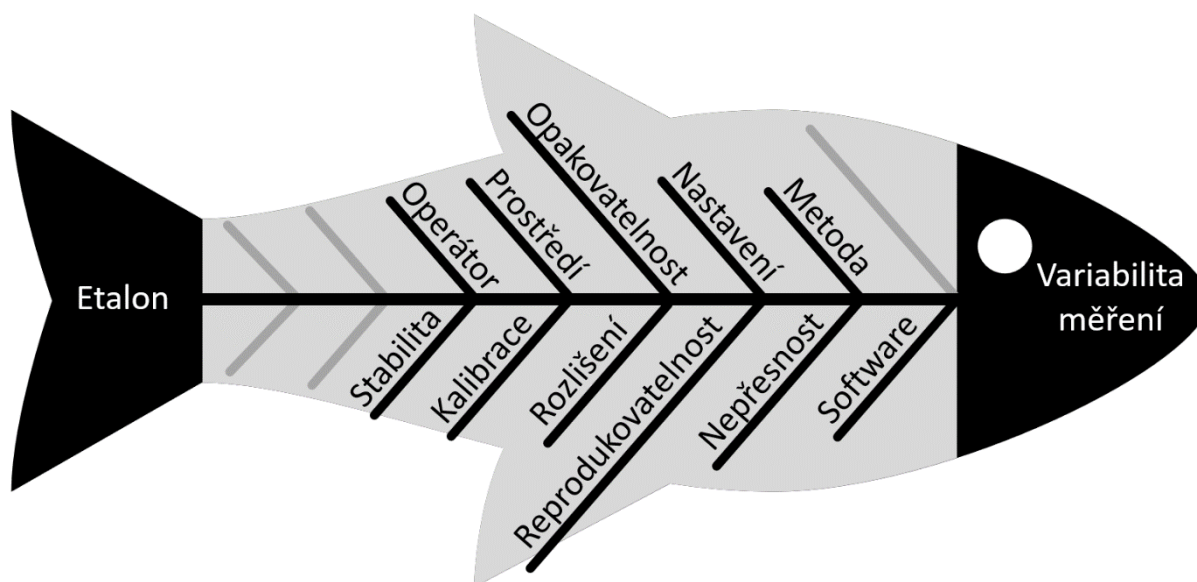 Opakovatelnost
Nastavení
Metoda
Prostředí
Operátor
Etalon
Variabilita
měření
Stabilita
Kalibrace
Rozlišení
Reprodukovatelnost
Nepřesnost
Software